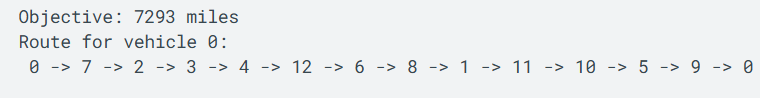 Objective: 7293 miles
Route for vehicle 0:
0 -> 7 -> 2 -> 3 -> 4 -> 12 -> 6 -> 8 -> 1 -> 11 -> 10 -> 5 -> 9 -> 0